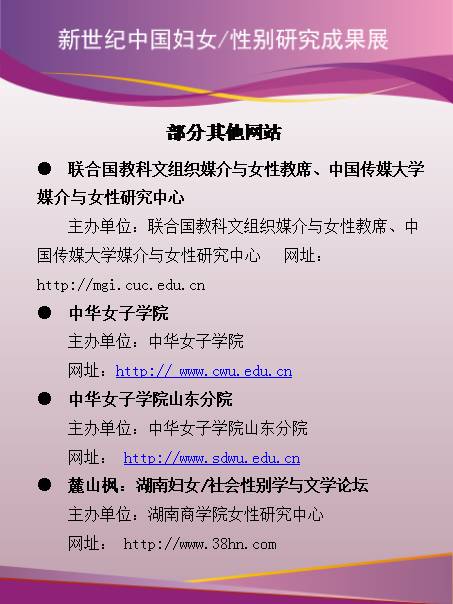 新世纪中国妇女/性别研究成果展
部分其他网站
● 联合国教科文组织媒介与女性教席、中国传媒大学
媒介与女性研究中心
主办单位：联合国教科文组织媒介与女性教席、中
国传媒大学媒介与女性研究中心 网址：
http://mgi.cuc.edu.cn
● 中华女子学院
主办单位：中华女子学院
网址：http:// www.cwu.edu.cn
● 中华女子学院山东分院
主办单位：中华女子学院山东分院
网址： http://www.sdwu.edu.cn
● 麓山枫：湖南妇女/社会性别学与文学论坛
主办单位：湖南商学院女性研究中心
网址： http://www.38hn.com